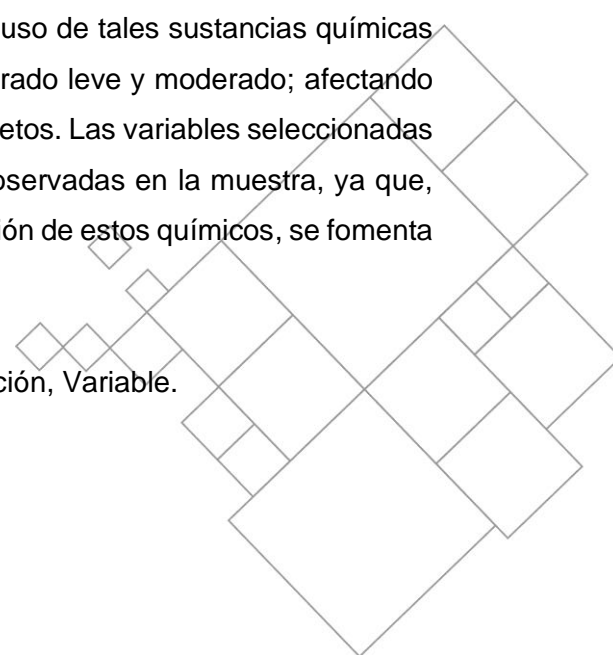 uso de tales sustancias químicas
rado leve y moderado; afectando
etos. Las variables seleccionadas
bservadas en la muestra, ya que,
ión de estos químicos, se fomenta
ción, Variable.